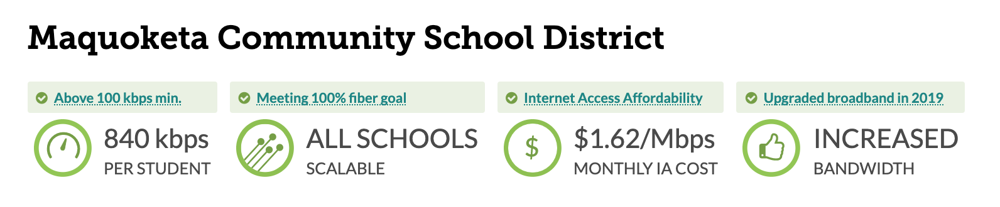 Maquoketa Community School District
Above 100 kbps min.
840 kbps
PER STUDENT
Meeting 100% fiber goal
ALL SCHOOLS
SCALABLE
Internet Access Affordability
$
$1.62/Mbps
MONTHLY IA COST
Upgraded broadband in 2019
INCREASED
BANDWIDTH